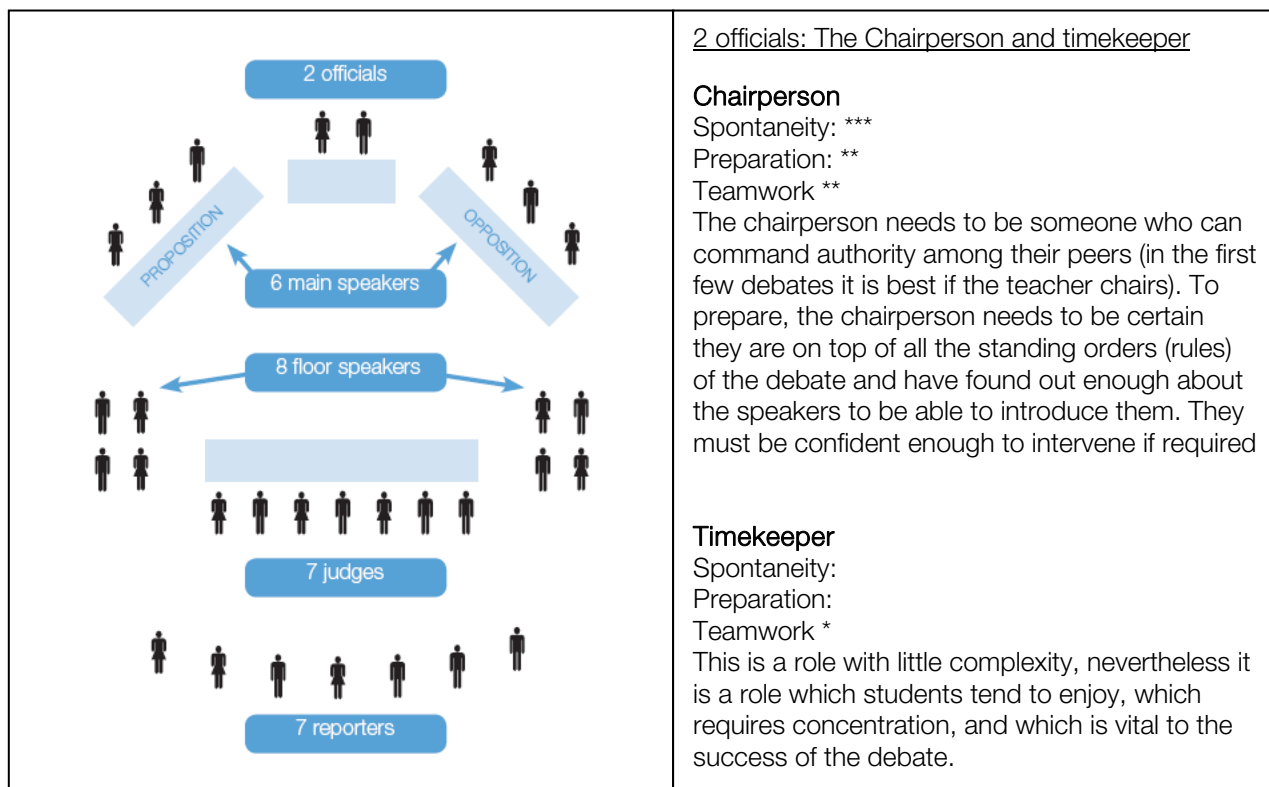 2 officials
PROPOSITION
OPPOSITION
6 main speakers
8 floor speakers
7 judges
7 reporters
2 officials: The Chairperson and timekeeper
Chairperson
Spontaneity: ***
Preparation: **
Teamwork **
The chairperson needs to be someone who can
command authority among their peers (in the first
few debates it is best if the teacher chairs). To
prepare, the chairperson needs to be certain
they are on top of all the standing orders (rules)
of the debate and have found out enough about
the speakers to be able to introduce them. They
must be confident enough to intervene if required
Timekeeper
Spontaneity:
Preparation:
Teamwork *
This is a role with little complexity, nevertheless it
is a role which students tend to enjoy, which
requires concentration, and which is vital to the
success of the debate.